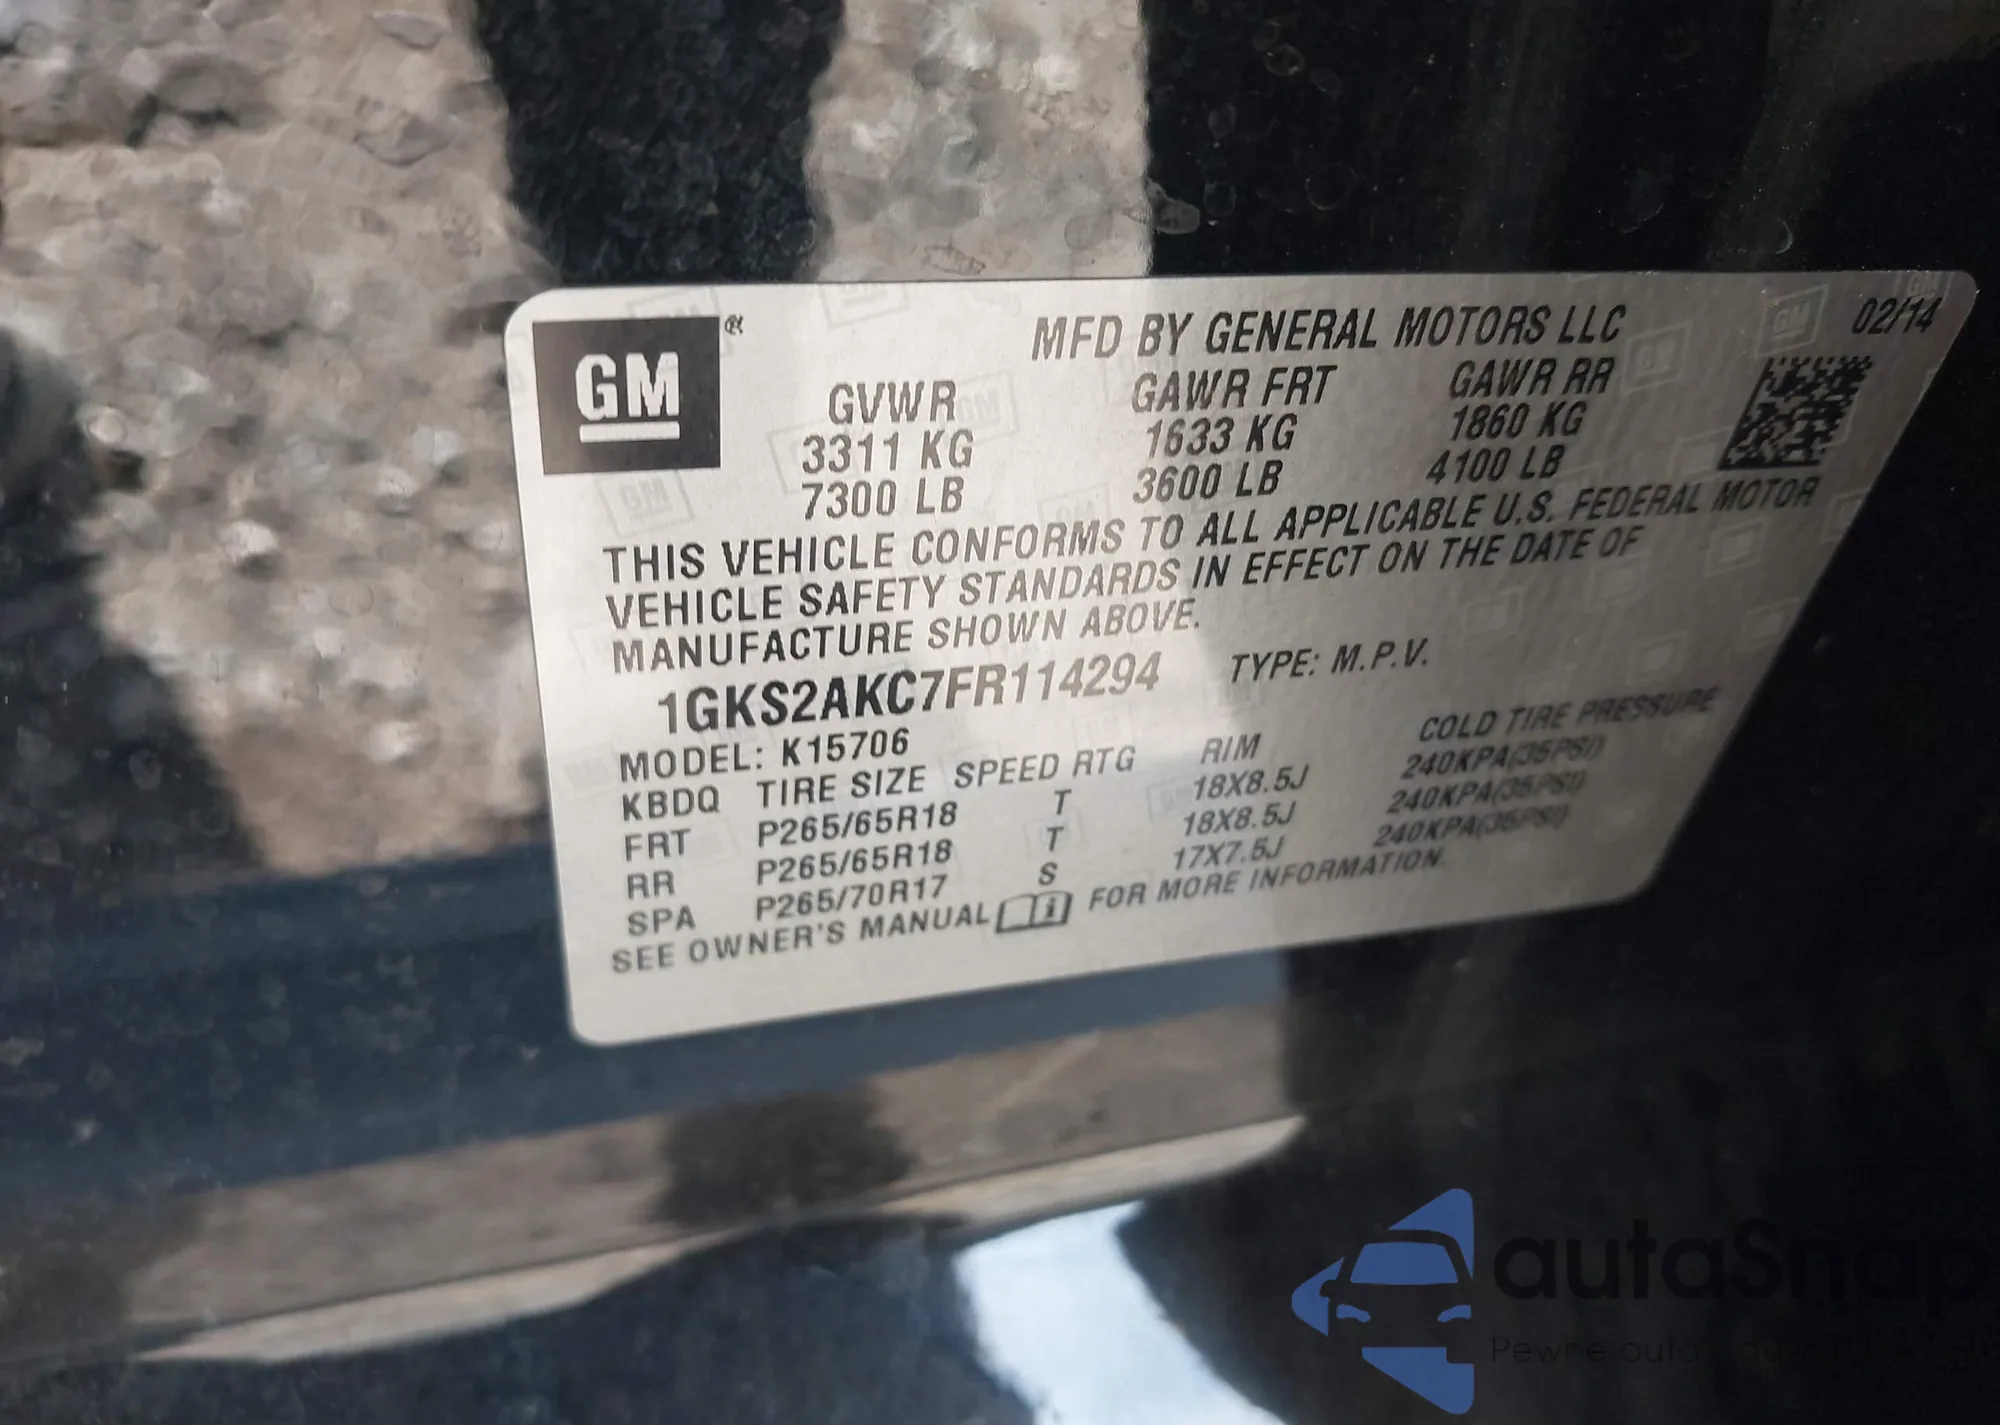 GM
MFD BY GENERAL MOTORS LLC
02/14
GVWR GAWR FRT GAWR RR
3311 KG 1633 KG 1860 KG
7300 LB 3600 LB 4100 LB
THIS VEHICLE CONFORMS TO ALL APPLICABLE U.S. FEDERAL MOTOR
VEHICLE SAFETY STANDARDS IN EFFECT ON THE DATE OF
MANUFACTURE SHOWN ABOVE.
1GKS2AKC7FR114294 TYPE: M.P.V.
MODEL: K15706
KBDQ TIRE SIZE SPEED RTG RIM COLD TIRE PRESSURE
FRT P265/65R18 T 18X8.5J 240KPA(35PSI)
RR P265/65R18 T 18X8.5J 240KPA(35PSI)
SPA P265/70R17 S 17X7.5J 240KPA(35PSI)
SEE OWNER'S MANUAL FOR MORE INFORMATION.
autaSnap
Pewne auta